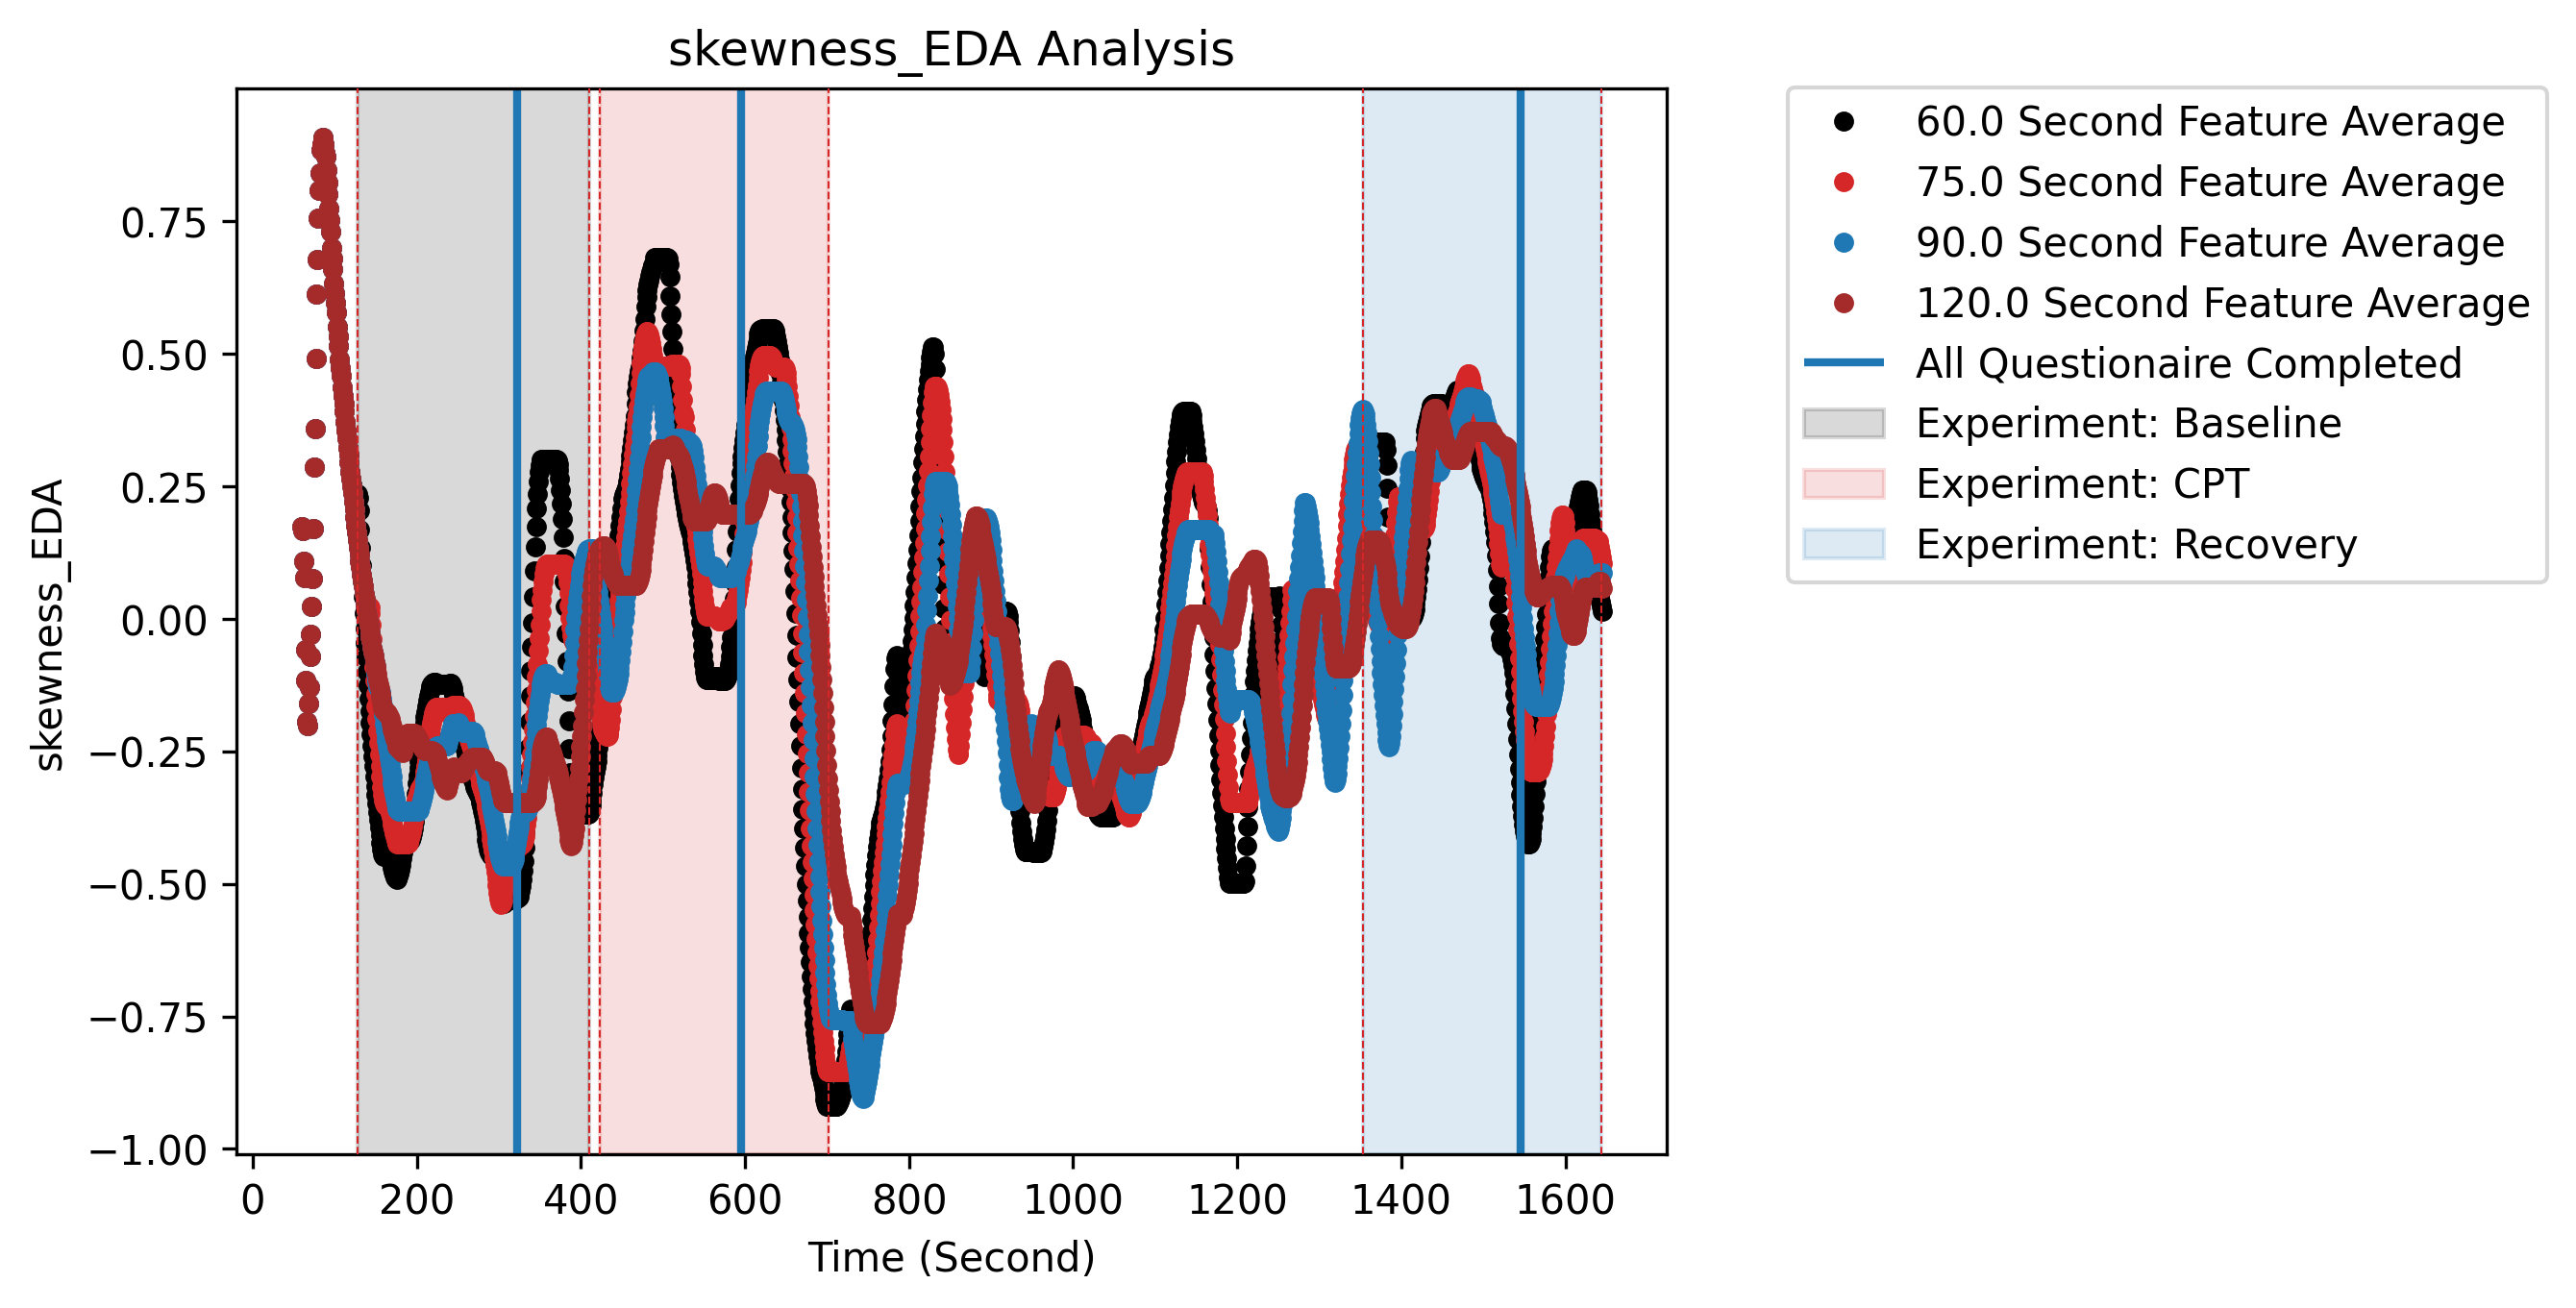 skewness_EDA Analysis
skewness_EDA
0.75
0.50
0.25
0.00
−0.25
−0.50
−0.75
−1.00
0 200 400 600 800 1000 1200 1400 1600
Time (Second)
60.0 Second Feature Average
75.0 Second Feature Average
90.0 Second Feature Average
120.0 Second Feature Average
All Questionaire Completed
Experiment: Baseline
Experiment: CPT
Experiment: Recovery